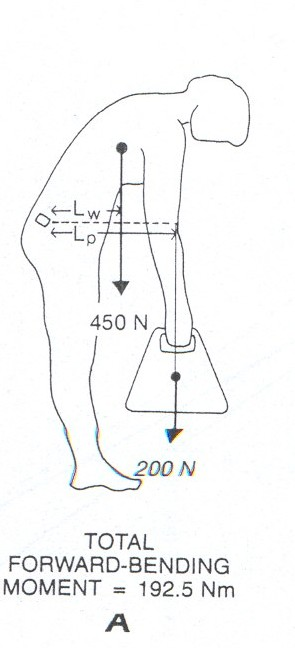 Lw
Lp
450 N
200 N
TOTAL
FORWARD-BENDING
MOMENT = 192.5 Nm
A